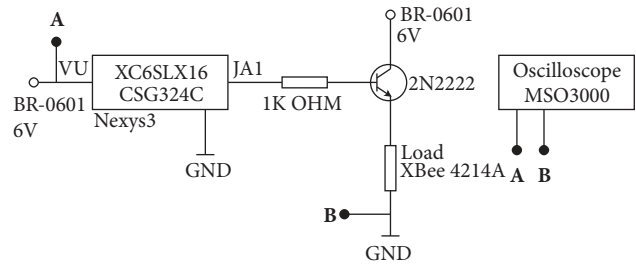 A
VU
BR-0601
6V
XC6SLX16
CSG324C
Nexys3
JA1
GND
1K OHM
BR-0601
6V
2N2222
Load
XBee 4214A
B
GND
Oscilloscope
MSO3000
A
B